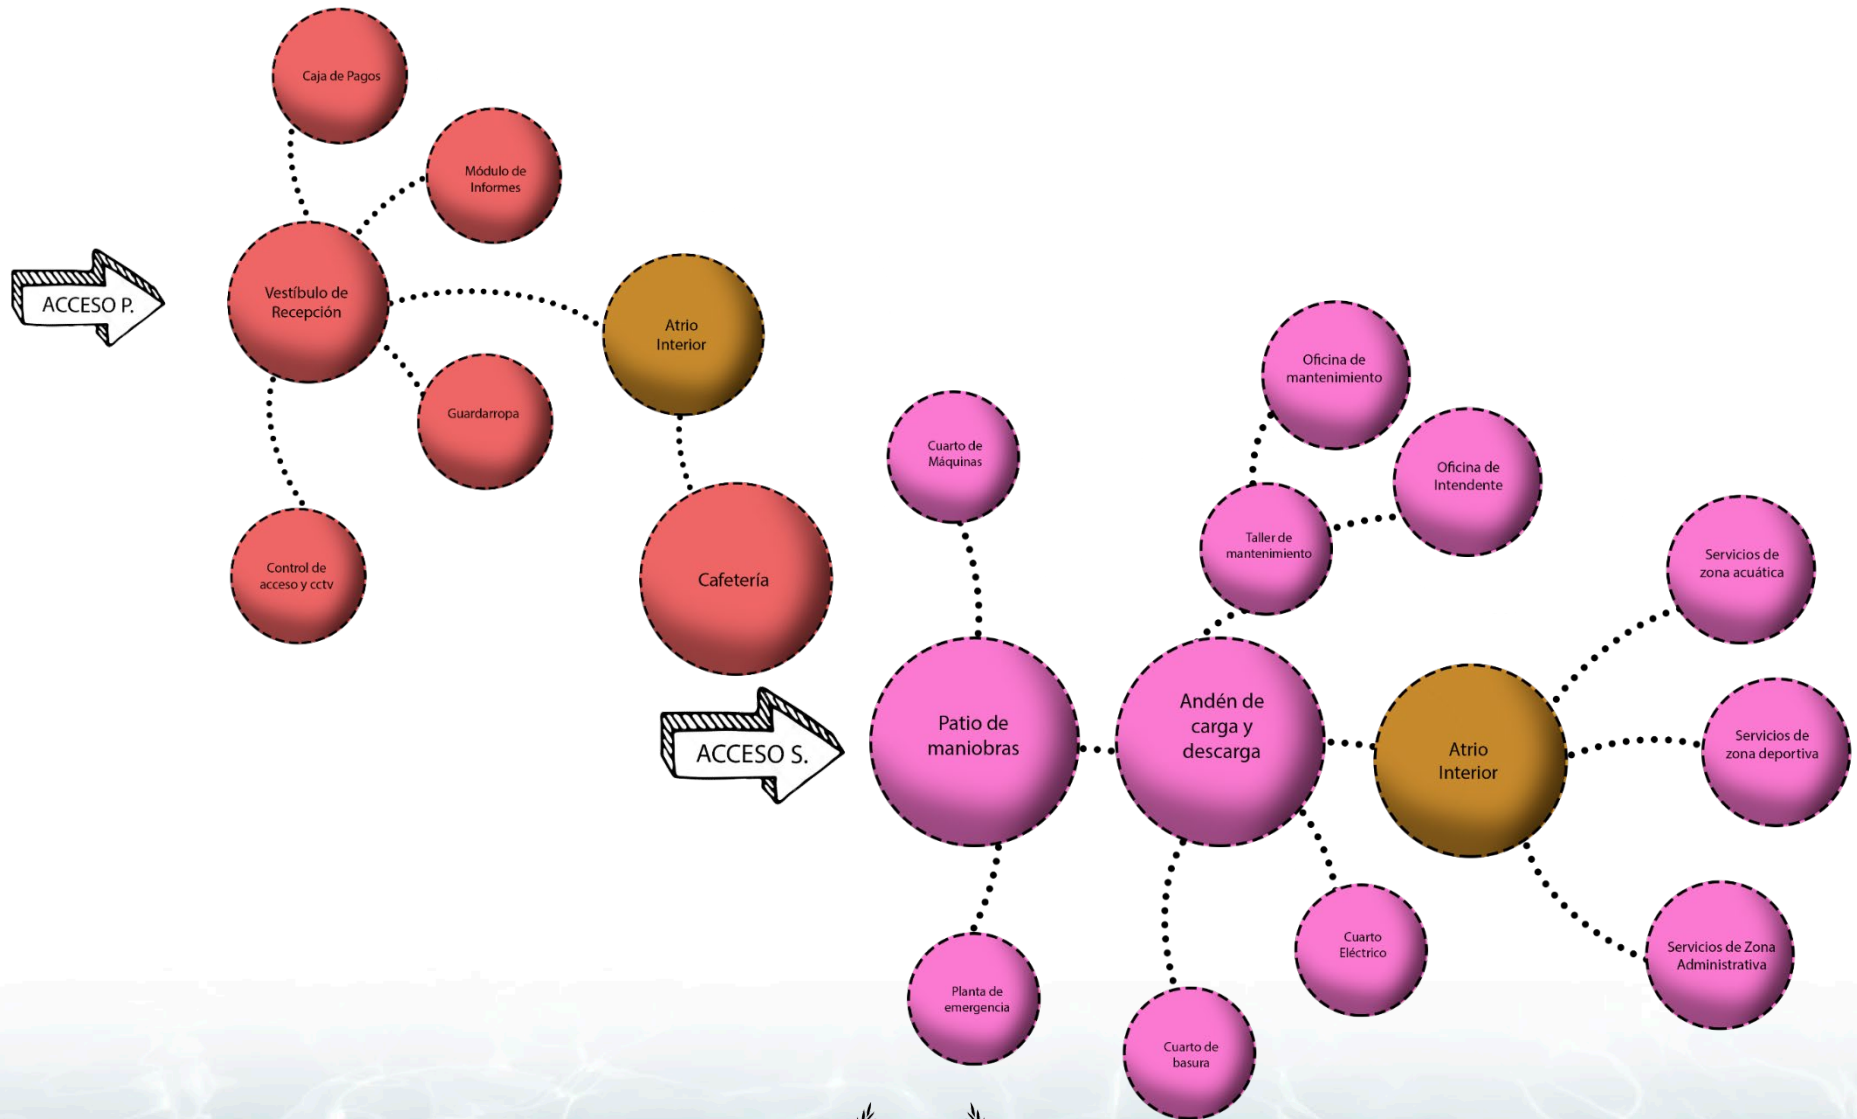 Caja de Pagos
Módulo de
Informes
ACCESO P.
Vestíbulo de
Recepción
Atrio
Interior
Guardarropa
Control de
acceso y cctv
Cafetería
Cuarto de
Máquinas
Oficina de
mantenimiento
Oficina de
Intendente
Taller de
mantenimiento
Servicios de
zona acuática
ACCESO S.
Patio de
maniobras
Andén de
carga y
descarga
Atrio
Interior
Servicios de
zona deportiva
Cuarto
Eléctrico
Servicios de Zona
Administrativa
Planta de
emergencia
Cuarto de
basura